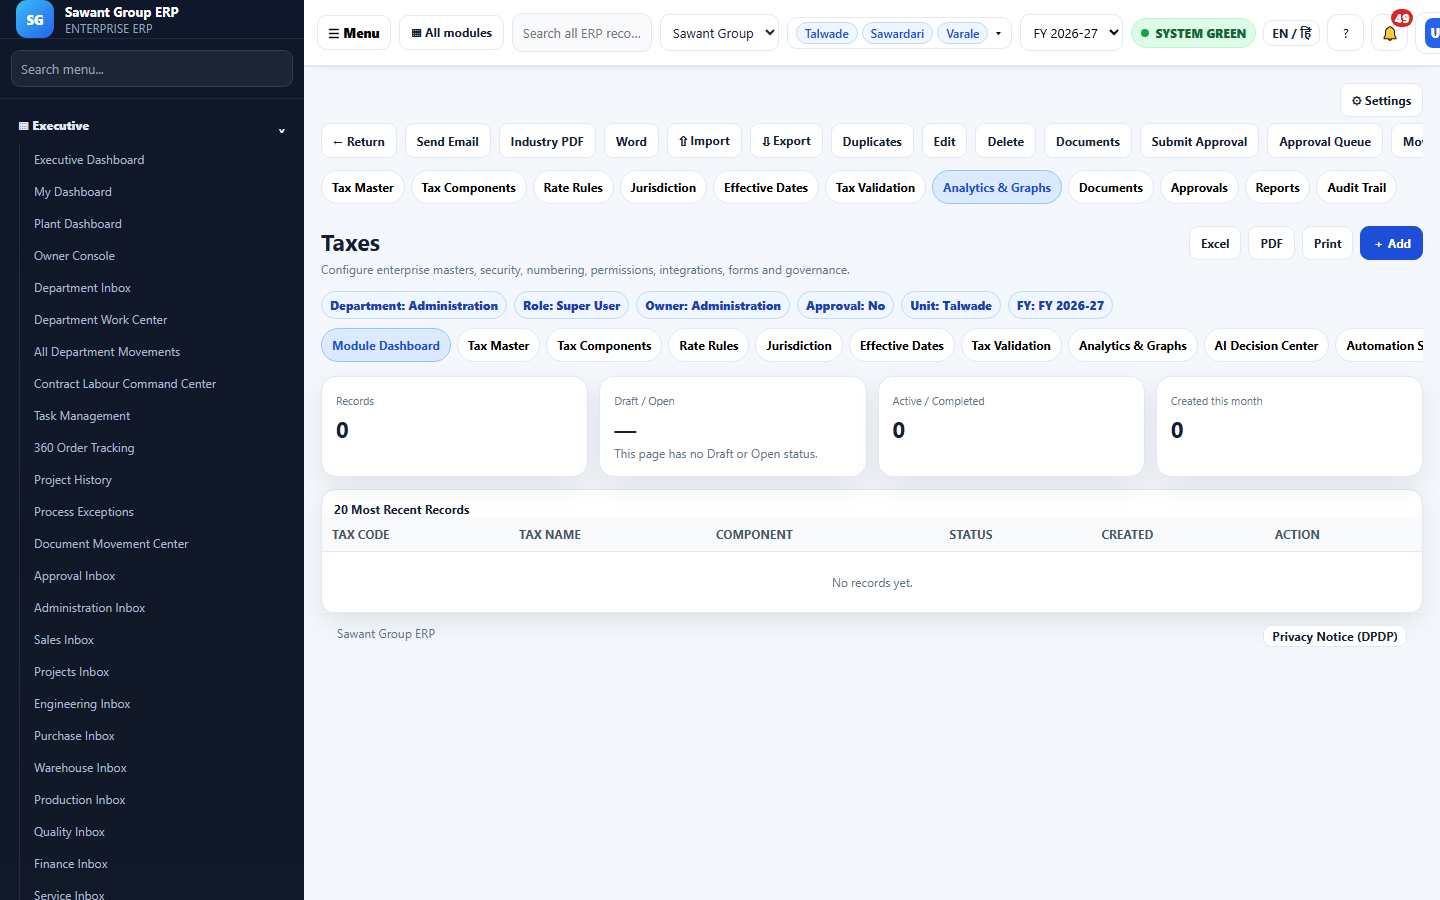 SG
Sawant Group ERP
ENTERPRISE ERP
☰ Menu
All modules
Search all ERP reco...
Sawant Group
Talwade
Sawardari
Varale
FY 2026-27
SYSTEM GREEN
EN / हिं
?
49
U
Search menu...
Executive
Executive Dashboard
My Dashboard
Plant Dashboard
Owner Console
Department Inbox
Department Work Center
All Department Movements
Contract Labour Command Center
Task Management
360 Order Tracking
Project History
Process Exceptions
Document Movement Center
Approval Inbox
Administration Inbox
Sales Inbox
Projects Inbox
Engineering Inbox
Purchase Inbox
Warehouse Inbox
Production Inbox
Quality Inbox
Finance Inbox
Service Inbox
⚙ Settings
← Return
Send Email
Industry PDF
Word
⇧ Import
⇩ Export
Duplicates
Edit
Delete
Documents
Submit Approval
Approval Queue
Tax Master
Tax Components
Rate Rules
Jurisdiction
Effective Dates
Tax Validation
Analytics & Graphs
Documents
Approvals
Reports
Audit Trail
Taxes
Excel
PDF
Print
+ Add
Configure enterprise masters, security, numbering, permissions, integrations, forms and governance.
Department: Administration
Role: Super User
Owner: Administration
Approval: No
Unit: Talwade
FY: FY 2026-27
Module Dashboard
Tax Master
Tax Components
Rate Rules
Jurisdiction
Effective Dates
Tax Validation
Analytics & Graphs
AI Decision Center
Automation S
Records
0
Draft / Open
—
This page has no Draft or Open status.
Active / Completed
0
Created this month
0
20 Most Recent Records
TAX CODE
TAX NAME
COMPONENT
STATUS
CREATED
ACTION
No records yet.
Sawant Group ERP
Privacy Notice (DPDP)